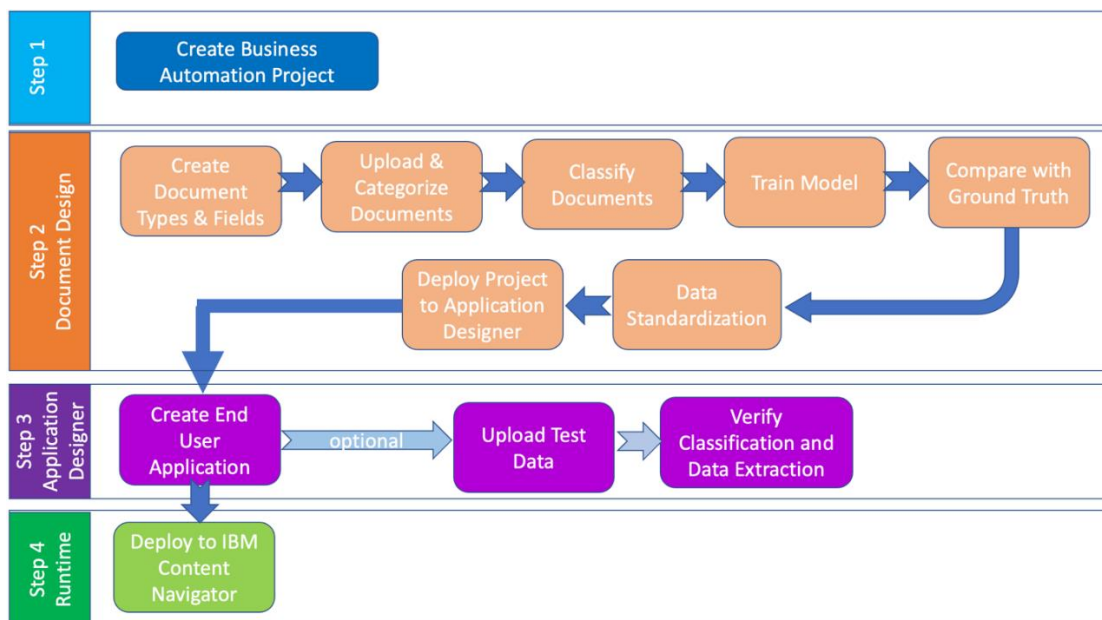 Step 1
Create Business
Automation Project
Step 2
Document Design
Create
Document
Types & Fields
Upload &
Categorize
Documents
Classify
Documents
Train Model
Compare with
Ground Truth
Deploy Project
to Application
Designer
Data
Standardization
Step 3
Application
Designer
Create End
User
Application
optional
Upload Test
Data
Verify
Classification and
Data Extraction
Step 4
Runtime
Deploy to IBM
Content
Navigator